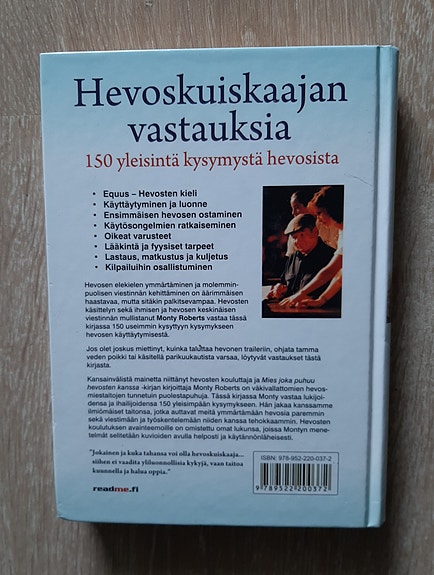 Hevoskuiskaajan
vastauksia
150 yleisintä kysymystä hevosista
• Equus – Hevosten kieli
• Käyttäytyminen ja luonne
• Ensimmäisen hevosen ostaminen
• Käytösongelmien ratkaiseminen
• Oikeat varusteet
• Lääkintä ja fyysiset tarpeet
• Lastaus, matkustus ja kuljetus
• Kilpailuihin osallistuminen
Hevosen elekielen ymmärtäminen ja molemmin-
puolisen viestinnän kehittäminen on äärimmäisen
haastavaa, mutta sitäkin palkitsevampaa. Hevosten
käsittelyn sekä ihmisen ja hevosen keskinäisen
viestinnän mullistanut Monty Roberts vastaa tässä
kirjassa 150 useimmin kysyttyyn kysymykseen
hevosen käyttäytymisestä.
Jos olet joskus miettinyt, kuinka taluttaa hevonen traileriin, ohjata tamma
veden poikki tai käsitellä parikuukautista varsaa, löytyvät vastaukset tästä
kirjasta.
Kansainvälistä mainetta niittänyt hevosten kouluttaja ja Mies joka puhuu
hevosten kanssa -kirjan kirjoittaja Monty Roberts on väkivallattomien hevos-
miestaitojen tunnetuin puolestapuhuja. Tässä kirjassa Monty vastaa lukijoi-
densa ja ihailijoidensa 150 yleisimpään kysymykseen. Hän jakaa kanssamme
ilmiömäiset taitonsa, jotka auttavat meitä ymmärtämään hevosia paremmin
sekä viestimään ja työskentelemään niiden kanssa tehokkaammin. Hevosten
koulutuksen avainteemoille on omistettu omat lukunsa, joissa Montyn mene-
telmät selitetään kuvioiden avulla helposti ja käytännönläheisesti.
"Jokainen ja kuka tahansa voi olla hevoskuiskaaja...
siihen ei vaadita yliluonnollisia kykyjä, vaan taitoa
kuunnella ja halua oppia."
readme.fi
ISBN: 978-952-220-037-2
9 789522 200372